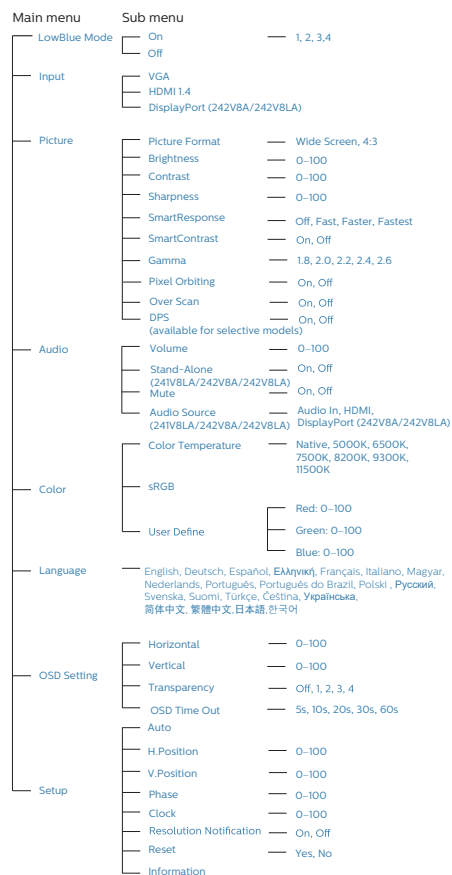 Main menu Sub menu
LowBlue Mode On 1, 2, 3,4
Off
Input VGA
HDMI 1.4
DisplayPort (242V8A/242V8LA)
Picture Picture Format Wide Screen, 4:3
Brightness 0–100
Contrast 0–100
Sharpness 0–100
SmartResponse Off, Fast, Faster, Fastest
SmartContrast On, Off
Gamma 1.8, 2.0, 2.2, 2.4, 2.6
Pixel Orbiting On, Off
Over Scan On, Off
DPS On, Off
(available for selective models)
Audio Volume 0–100
Stand-Alone On, Off
(241V8LA/242V8A/242V8LA)
Mute On, Off
Audio Source Audio In, HDMI,
(241V8LA/242V8A/242V8LA) DisplayPort (242V8A/242V8LA)
Color Temperature Native, 5000K, 6500K,
7500K, 8200K, 9300K,
11500K
Color sRGB
Red: 0–100
User Define Green: 0–100
Blue: 0–100
Language English, Deutsch, Español, Ελληνική, Français, Italiano, Magyar,
Nederlands, Português, Português do Brazil, Polski , Русский,
Svenska, Suomi, Türkçe, Čeština, Українська,
简体中文, 繁體中文,日本語,한국어
Horizontal 0–100
Vertical 0–100
OSD Setting Transparency Off, 1, 2, 3, 4
OSD Time Out 5s, 10s, 20s, 30s, 60s
Auto
H.Position 0–100
V.Position 0–100
Setup Phase 0–100
Clock 0–100
Resolution Notification On, Off
Reset Yes, No
Information